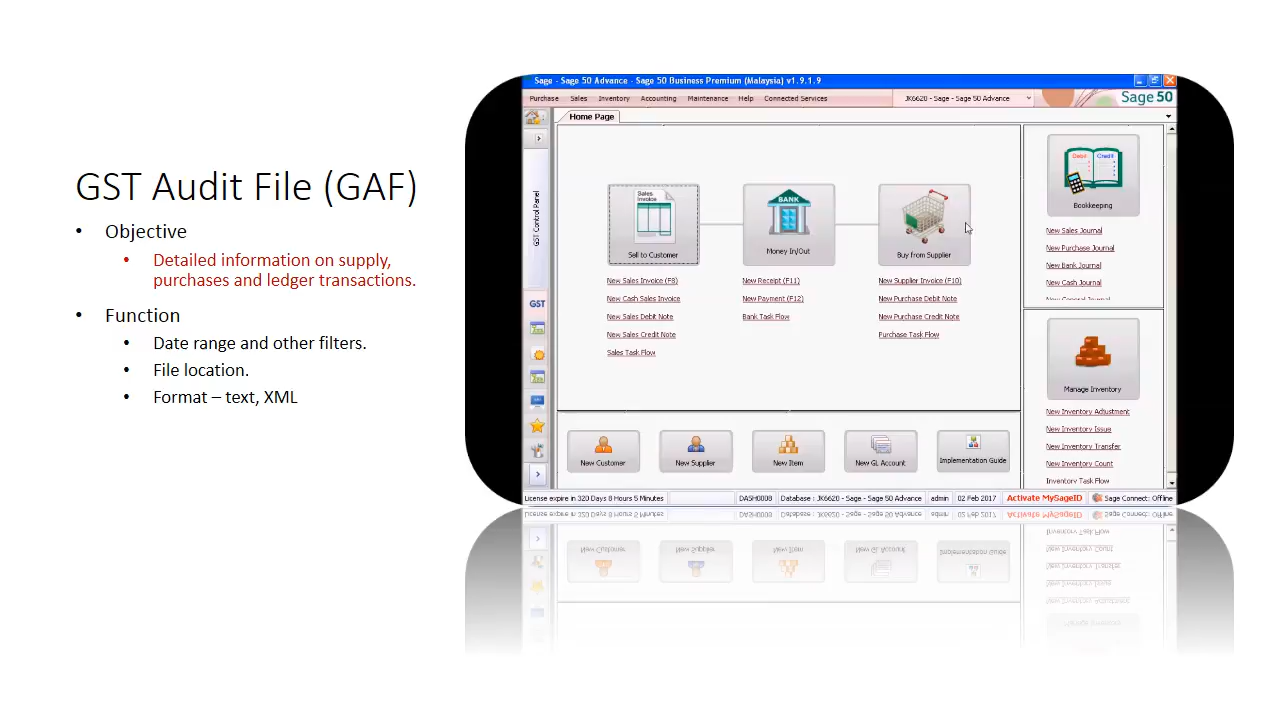 GST Audit File (GAF)
• Objective
• Detailed information on supply,
purchases and ledger transactions.
• Function
• Date range and other filters.
• File location.
• Format – text, XML
Sage - Sage 50 Advance - Sage 50 Business Premium (Malaysia) v1.9.1.9
Purchase Sales Inventory Accounting Maintenance Help Connected Services JK6620 - Sage - Sage 50 Advance Sage 50
Home Page
GST Control Panel
GST
Sales
Invoice
Sell to Customer
BANK
Money In/Out
Buy from Supplier
New Sales Invoice (F8)
New Cash Sales Invoice
New Sales Debit Note
New Sales Credit Note
Sales Task Flow
New Receipt (F11)
New Payment (F12)
Bank Task Flow
New Supplier Invoice (F10)
New Purchase Debit Note
New Purchase Credit Note
Purchase Task Flow
Debit Credit
Bookkeeping
New Sales Journal
New Purchase Journal
New Bank Journal
New Cash Journal
New General Journal
Manage Inventory
New Inventory Adjustment
New Inventory Issue
New Inventory Transfer
New Inventory Count
Inventory Task Flow
New Customer
New Supplier
New Item
New GL Account
Implementation Guide
License expire in 320 Days 8 Hours 5 Minutes DASH0008 Database : JK6620 - Sage - Sage 50 Advance admin 02 Feb 2017 Activate MySageID Sage Connect: Offline